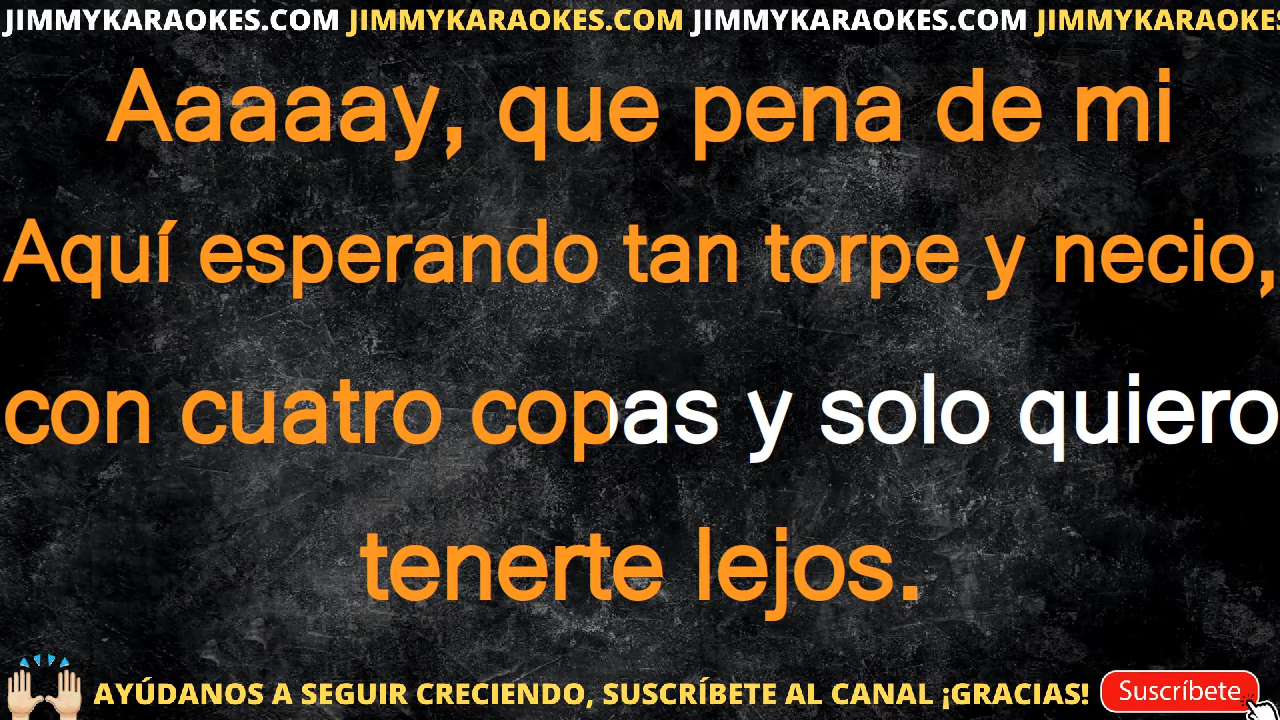 JIMMYKARAOKES.COM JIMMYKARAOKES.COM JIMMYKARAOKES.COM JIMMYKARAOKES
Aaaaay, que pena de mi
Aquí esperando tan torpe y necio,
con cuatro copas y solo quiero
tenerte lejos.
AYÚDANOS A SEGUIR CRECIENDO, SUSCRÍBETE AL CANAL ¡GRACIAS! Suscríbete